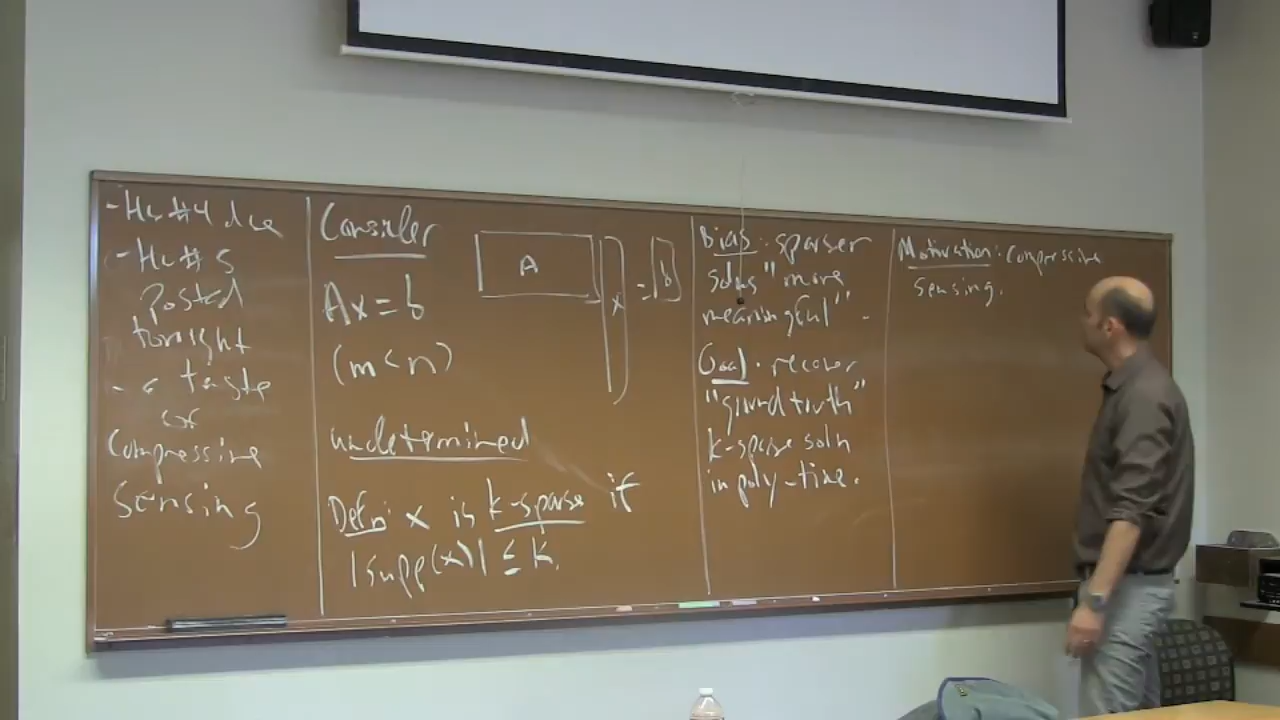 - Hw #4 due
- Hw #5
posted
tonight
- a taste
of
compressive
sensing
Consider
Ax = b
(m < n)
undetermined
Defn: x is k-sparse if
|supp(x)| ≤ k.
A
x
=
b
Bias: sparser
solns "more
meaningful".
Goal: recover
"ground truth"
k-sparse soln
in poly-time.
Motivation: compressive
sensing.